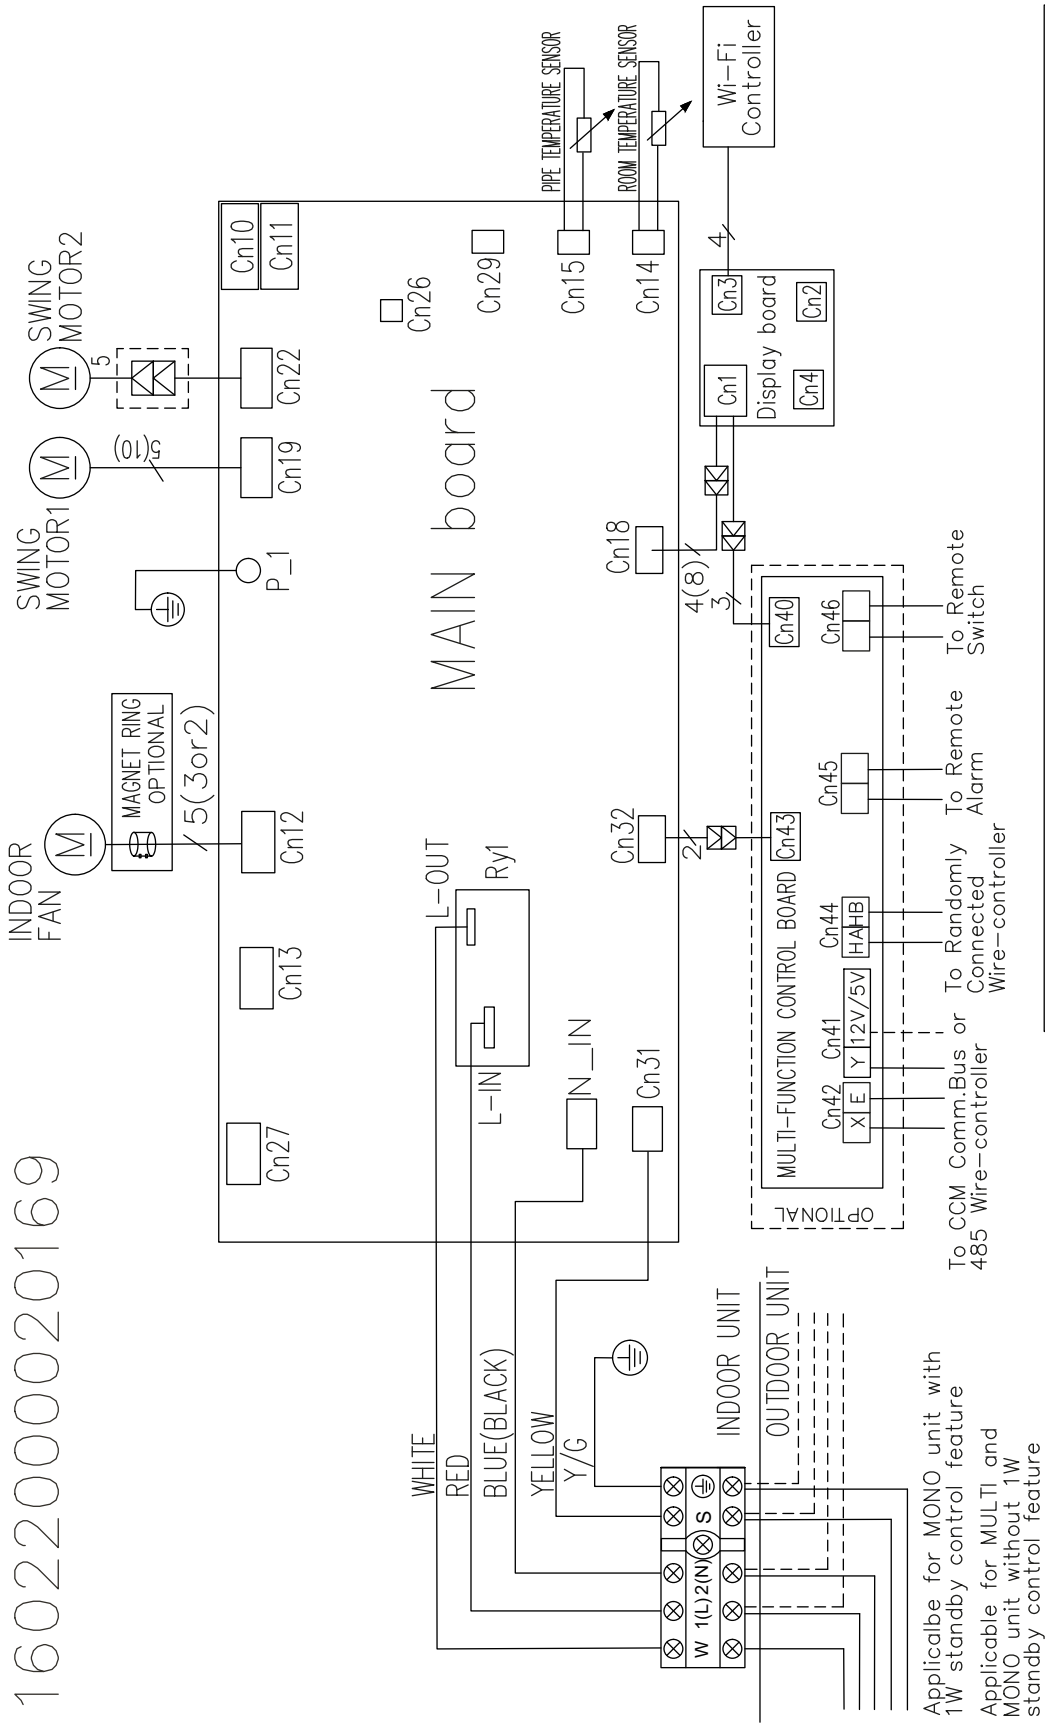 16022000020169
INDOOR
FAN
MAGNET RING
OPTIONAL
5(3or2)
SWING
MOTOR1
5(10)
SWING
MOTOR2
5
M
M
M
Cn27
Cn13
Cn12
P_1
Cn19
Cn22
Cn10
Cn11
Cn26
Cn29
Cn15
Cn14
PIPE TEMPERATURE SENSOR
ROOM TEMPERATURE SENSOR
MAIN board
L-OUT
Ry1
L-IN
N_IN
Cn31
Cn32
2
Cn18
4(8)
3
Wi-Fi
Controller
4
Cn1
Cn3
Display board
Cn4
Cn2
WHITE
RED
BLUE(BLACK)
YELLOW
Y/G
W 1(L) 2(N) S
INDOOR UNIT
OUTDOOR UNIT
OPTIONAL
MULTI-FUNCTION CONTROL BOARD
Cn43
Cn40
Cn42
Cn41
Cn44
Cn45
Cn46
X E
Y 12V/5V
HA HB
To CCM Comm.Bus or
485 Wire-controller
To Randomly
Connected
Wire-controller
To Remote
Alarm
To Remote
Switch
Applicalbe for MONO unit with
1W standby control feature
Applicable for MULTI and
MONO unit without 1W
standby control feature